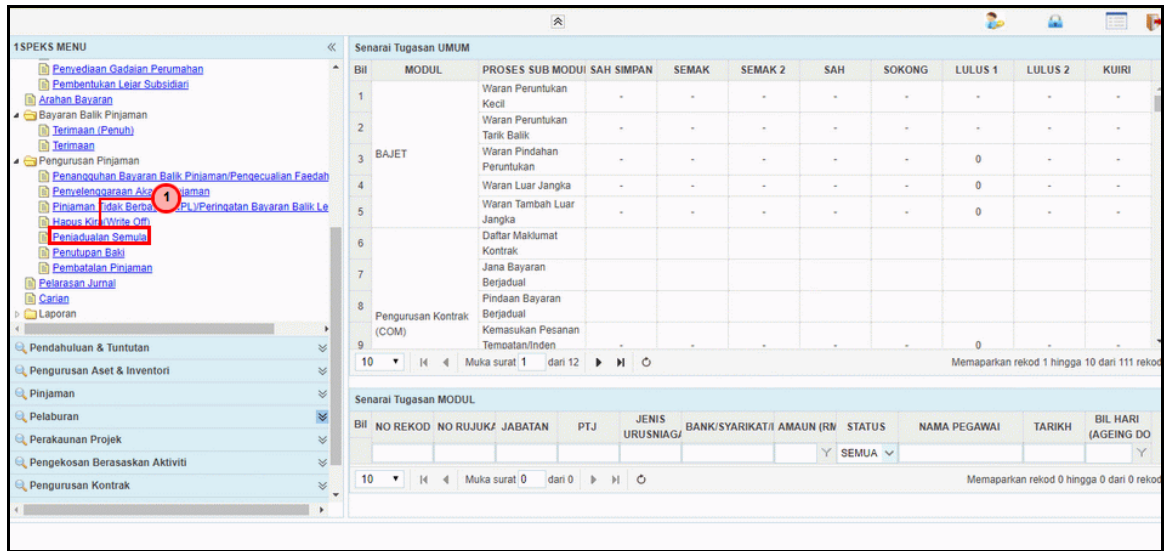 1SPEKS MENU
Penyediaan Gadaian Perumahan
Pembentukan Lejar Subsidiari
Arahan Bayaran
Bayaran Balik Pinjaman
Terimaan (Penuh)
Terimaan
Pengurusan Pinjaman
Penangguhan Bayaran Balik Pinjaman/Pengecualian Faedah
Penyelenggaraan Aka jaman
Pinjaman Tidak Berba PL)/Peringatan Bayaran Balik Le
Hapus Kira(Write Off)
Penjadualan Semula
Penutupan Baki
Pembatalan Pinjaman
Pelarasan Jurnal
Carian
Laporan
1
Pendahuluan & Tuntutan
Pengurusan Aset & Inventori
Pinjaman
Pelaburan
Perakaunan Projek
Pengekosan Berasaskan Aktiviti
Pengurusan Kontrak
Senarai Tugasan UMUM
Bil MODUL PROSES SUB MODUL SAH SIMPAN SEMAK SEMAK 2 SAH SOKONG LULUS 1 LULUS 2 KUIRI
BAJET
1 Waran Peruntukan
Kecil - - - - - - - -
2 Waran Peruntukan
Tarik Balik - - - - - - - -
3 Waran Pindahan
Peruntukan - - - - - 0 - -
4 Waran Luar Jangka - - - - - 0 - -
5 Waran Tambah Luar
Jangka - - - - - 0 - -
Pengurusan Kontrak
(COM)
6 Daftar Maklumat
Kontrak
7 Jana Bayaran
Berjadual
8 Pindaan Bayaran
Berjadual
9 Kemasukan Pesanan
Tempatan/Inden - - - - - 0 - -
10 Muka surat 1 dari 12 Memaparkan rekod 1 hingga 10 dari 111 rekod
Senarai Tugasan MODUL
Bil NO REKOD NO RUJUKA JABATAN PTJ JENIS
URUSNIAGA BANK/SYARIKAT/I AMAUN (RM STATUS NAMA PEGAWAI TARIKH BIL HARI
(AGEING DO
SEMUA
10 Muka surat 0 dari 0 Memaparkan rekod 0 hingga 0 dari 0 rekod